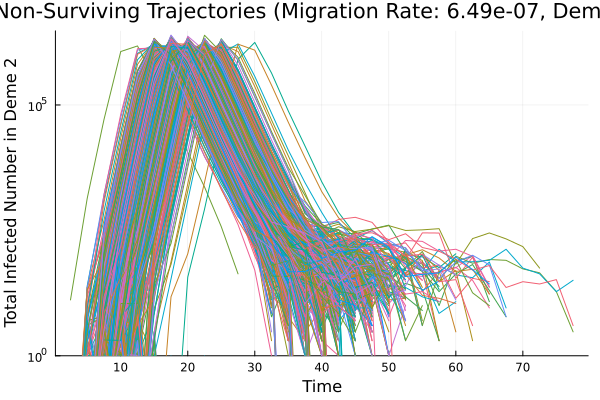 Non-Surviving Trajectories (Migration Rate: 6.49e-07, Dem
Total Infected Number in Deme 2
10^5
10^0
10 20 30 40 50 60 70
Time